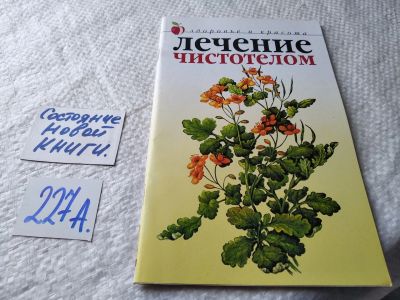 здоровье и красота
ЛЕЧЕНИЕ
ЧИСТОТЕЛОМ
Состояние
новой
книги.
227А.